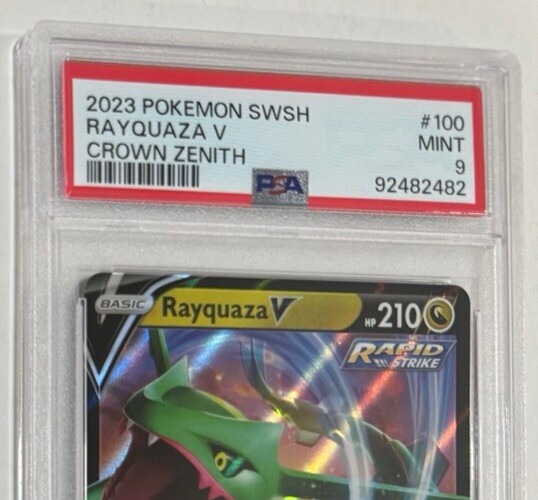 2023 POKEMON SWSH #100
RAYQUAZA V MINT
CROWN ZENITH 9
PSA 92482482
BASIC Rayquaza V HP 210
RAPID STRIKE